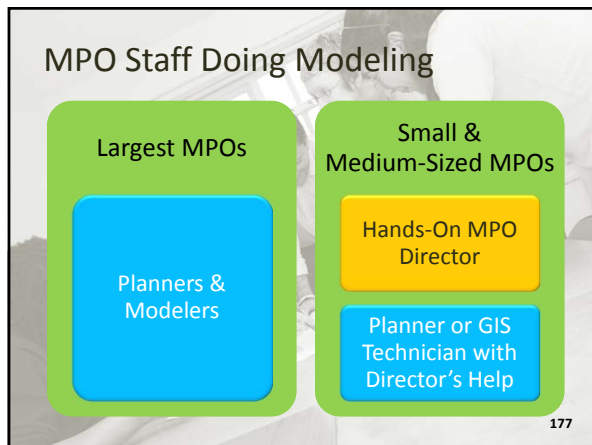 MPO Staff Doing Modeling
Largest MPOs
Planners &
Modelers
Small &
Medium-Sized MPOs
Hands-On MPO
Director
Planner or GIS
Technician with
Director's Help
177